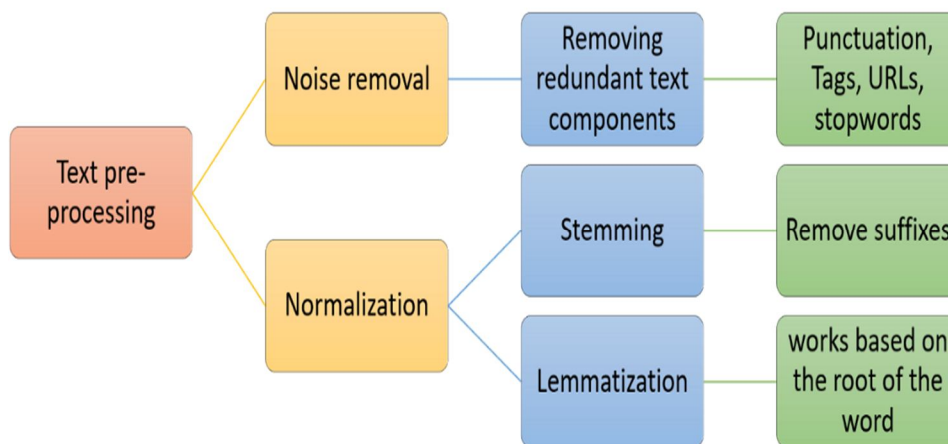 Text pre-
processing
Noise removal
Normalization
Removing
redundant text
components
Stemming
Lemmatization
Punctuation,
Tags, URLs,
stopwords
Remove suffixes
works based on
the root of the
word